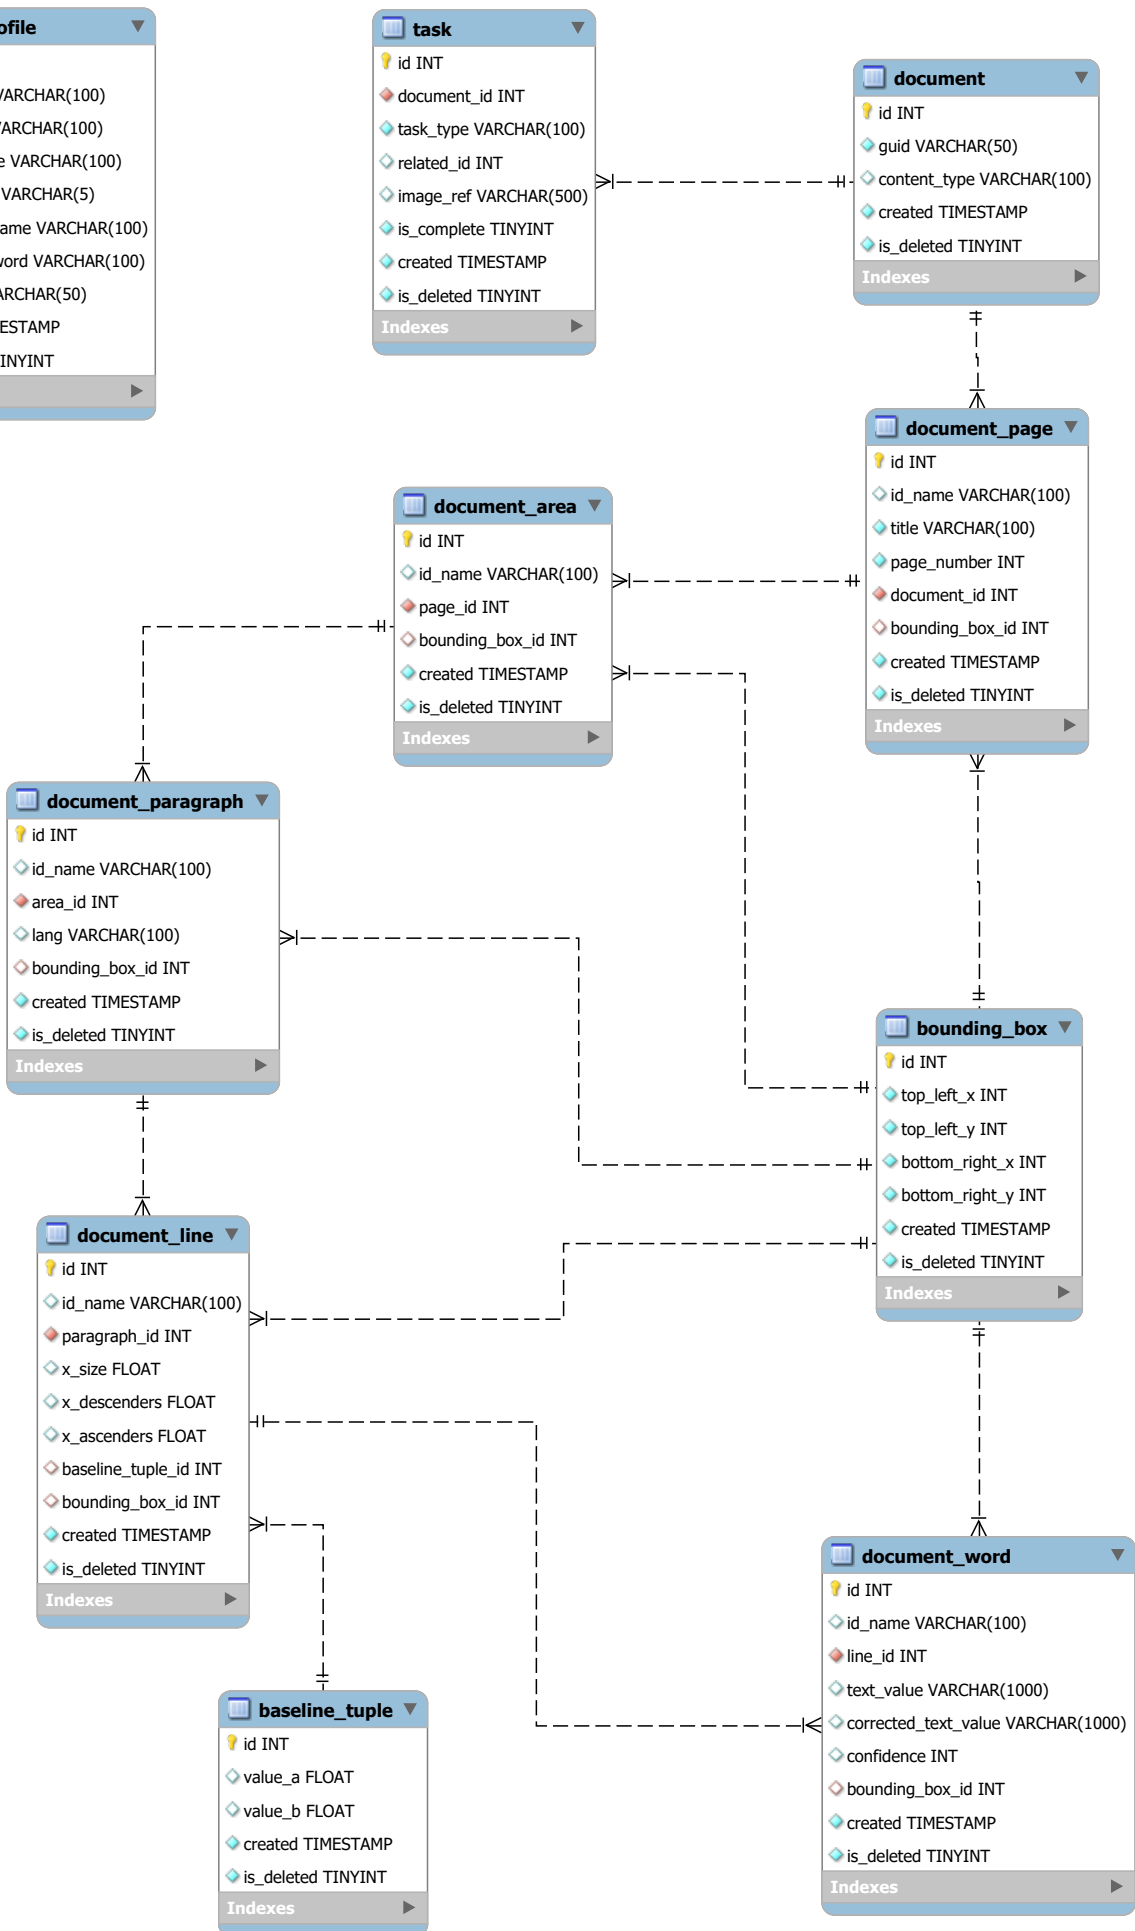 ofile
VARCHAR(100)
VARCHAR(100)
e VARCHAR(100)
VARCHAR(5)
ame VARCHAR(100)
word VARCHAR(100)
ARCHAR(50)
ESTAMP
INYINT
task
id INT
document_id INT
task_type VARCHAR(100)
related_id INT
image_ref VARCHAR(500)
is_complete TINYINT
created TIMESTAMP
is_deleted TINYINT
Indexes
document
id INT
guid VARCHAR(50)
content_type VARCHAR(100)
created TIMESTAMP
is_deleted TINYINT
Indexes
document_page
id INT
id_name VARCHAR(100)
title VARCHAR(100)
page_number INT
document_id INT
bounding_box_id INT
created TIMESTAMP
is_deleted TINYINT
Indexes
document_area
id INT
id_name VARCHAR(100)
page_id INT
bounding_box_id INT
created TIMESTAMP
is_deleted TINYINT
Indexes
document_paragraph
id INT
id_name VARCHAR(100)
area_id INT
lang VARCHAR(100)
bounding_box_id INT
created TIMESTAMP
is_deleted TINYINT
Indexes
bounding_box
id INT
top_left_x INT
top_left_y INT
bottom_right_x INT
bottom_right_y INT
created TIMESTAMP
is_deleted TINYINT
Indexes
document_line
id INT
id_name VARCHAR(100)
paragraph_id INT
x_size FLOAT
x_descenders FLOAT
x_ascenders FLOAT
baseline_tuple_id INT
bounding_box_id INT
created TIMESTAMP
is_deleted TINYINT
Indexes
document_word
id INT
id_name VARCHAR(100)
line_id INT
text_value VARCHAR(1000)
corrected_text_value VARCHAR(1000)
confidence INT
bounding_box_id INT
created TIMESTAMP
is_deleted TINYINT
Indexes
baseline_tuple
id INT
value_a FLOAT
value_b FLOAT
created TIMESTAMP
is_deleted TINYINT
Indexes